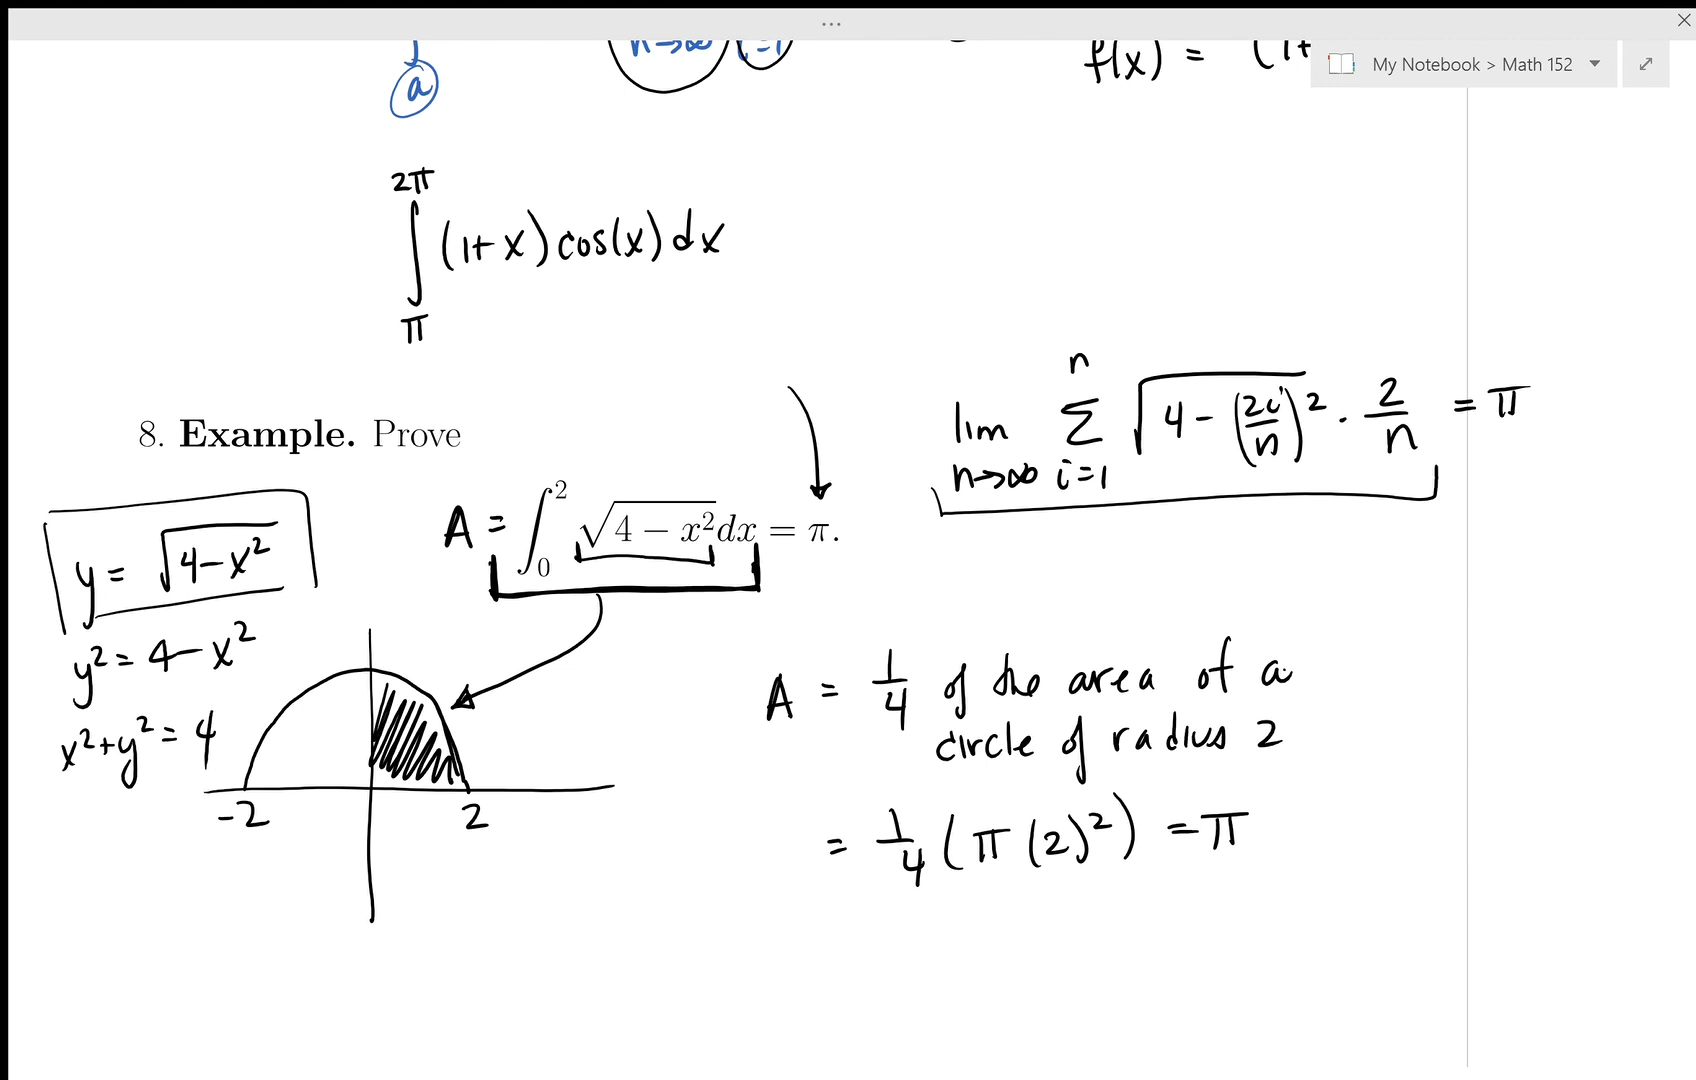 a
n→∞ i=1
f(x) = (1+
My Notebook > Math 152
2π
∫ (1+x)cos(x)dx
π
8. Example. Prove
A = ∫₀² √(4 − x²)dx = π.
lim n→∞ n Σ i=1 √(4-(2i/n)²) · 2/n = π
y = √(4-x²)
y² = 4-x²
x²+y² = 4
-2 2
A = 1/4 of the area of a
circle of radius 2
= 1/4 (π(2)²) = π